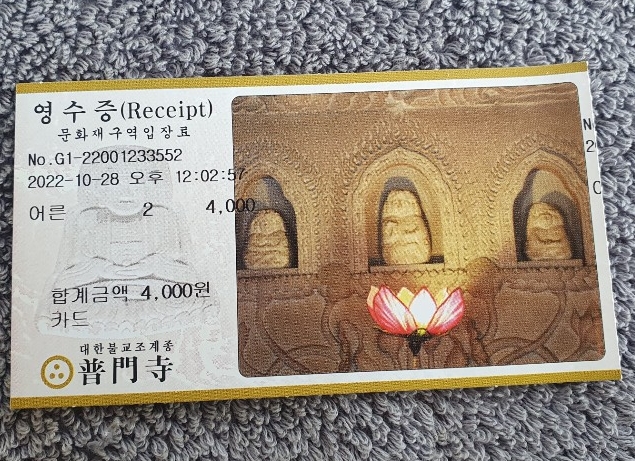 영수증(Receipt)
문화재구역입장료
No.G1-22001233552
2022-10-28 오후 12:02:57
어른 2 4,000
합계금액 4,000원
카드
대한불교조계종
普門寺
N
2